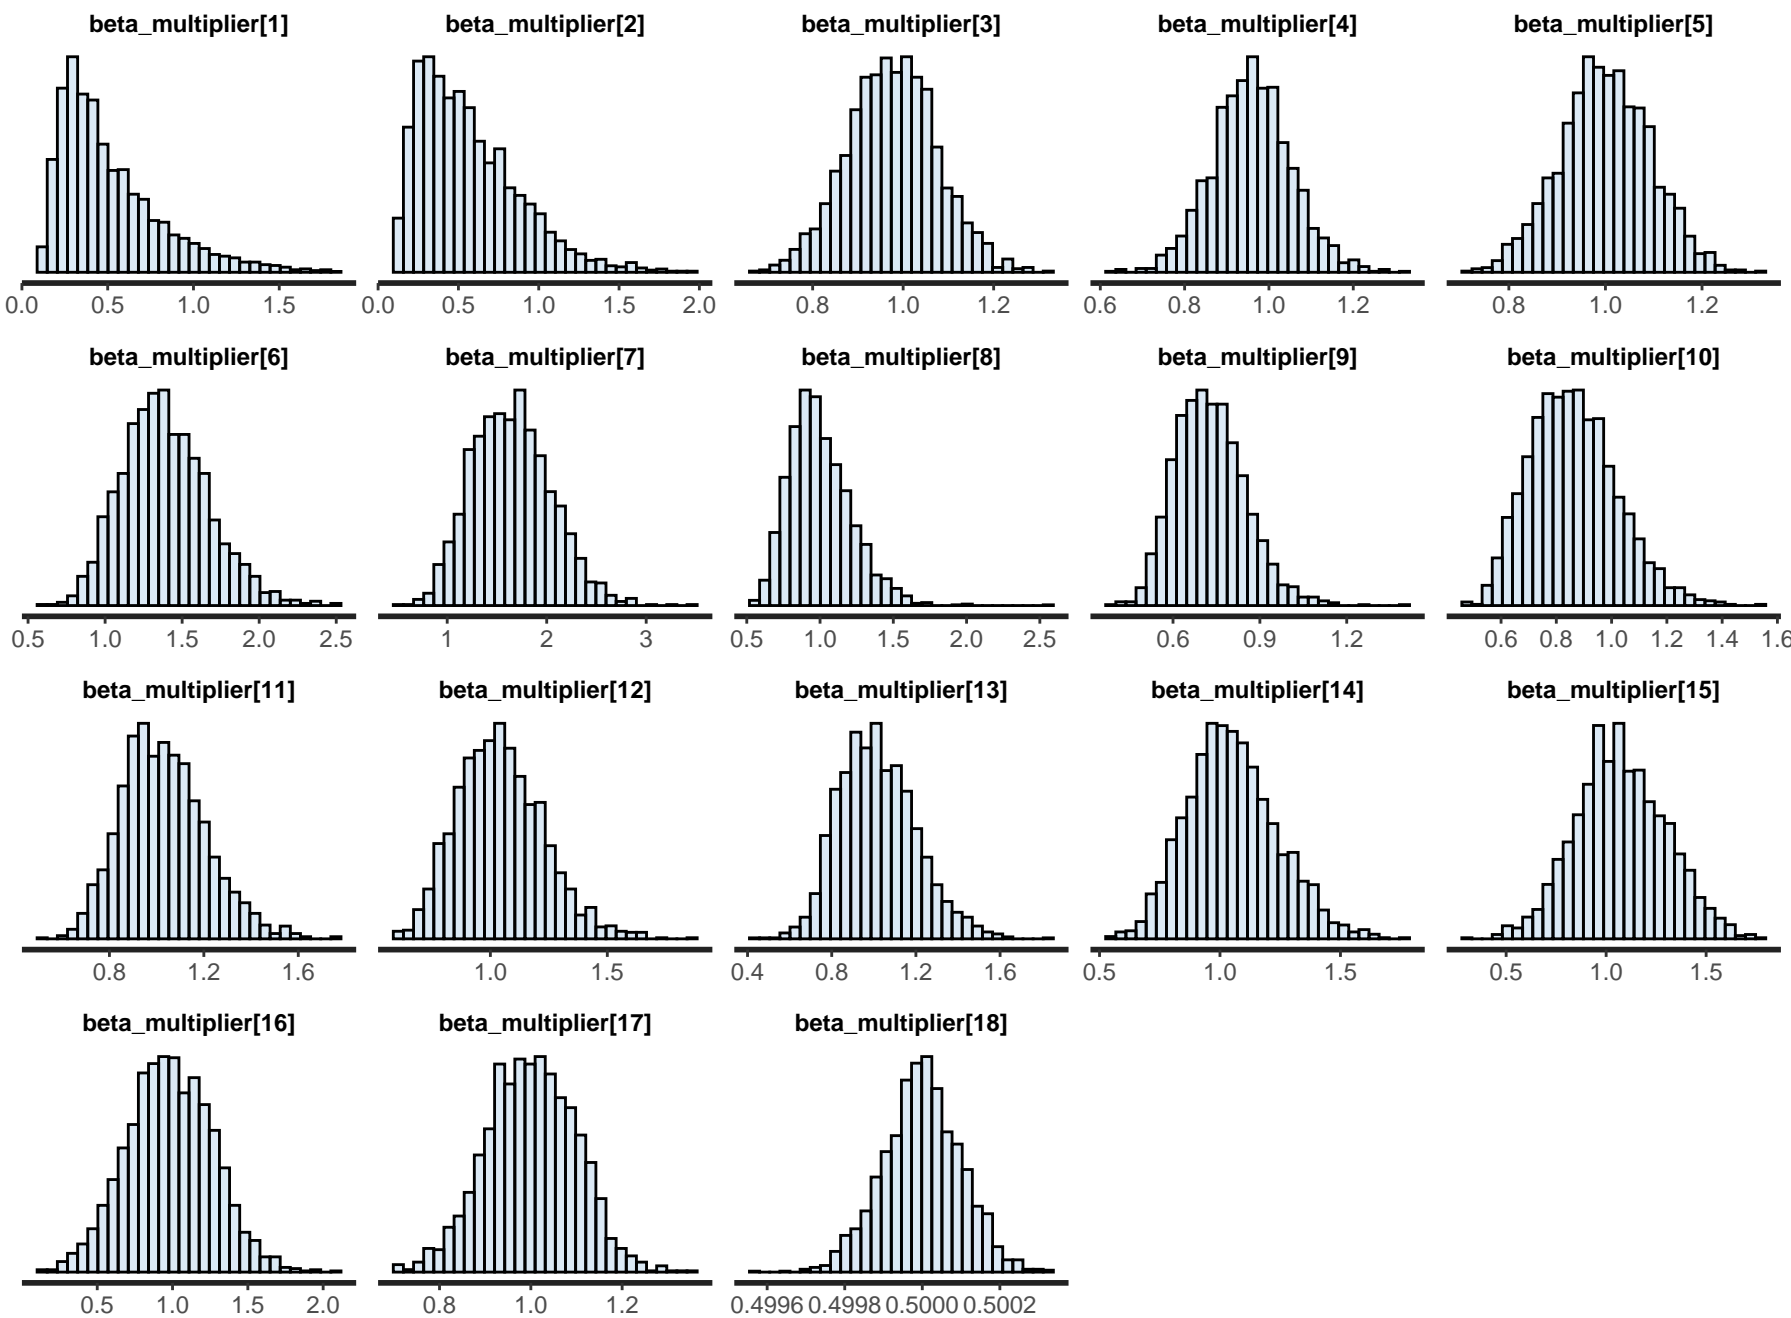 beta_multiplier[1] beta_multiplier[2] beta_multiplier[3] beta_multiplier[4] beta_multiplier[5]
0.0 0.5 1.0 1.5 0.0 0.5 1.0 1.5 2.0 0.8 1.0 1.2 0.6 0.8 1.0 1.2 0.8 1.0 1.2
beta_multiplier[6] beta_multiplier[7] beta_multiplier[8] beta_multiplier[9] beta_multiplier[10]
0.5 1.0 1.5 2.0 2.5 1 2 3 0.5 1.0 1.5 2.0 2.5 0.6 0.9 1.2 0.6 0.8 1.0 1.2 1.4 1.6
beta_multiplier[11] beta_multiplier[12] beta_multiplier[13] beta_multiplier[14] beta_multiplier[15]
0.8 1.2 1.6 1.0 1.5 0.4 0.8 1.2 1.6 0.5 1.0 1.5 0.5 1.0 1.5
beta_multiplier[16] beta_multiplier[17] beta_multiplier[18]
0.5 1.0 1.5 2.0 0.8 1.0 1.2 0.4996 0.4998 0.5000 0.5002